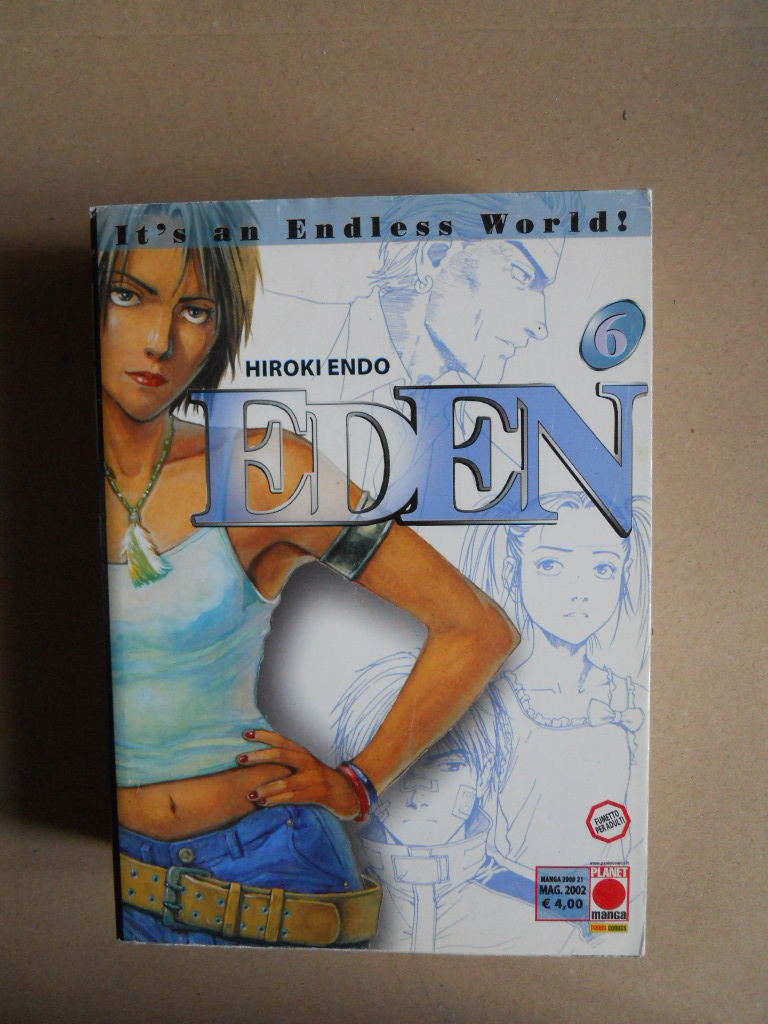 It's an Endless World!
6
HIROKI ENDO
EDEN
FUMETTO
PER ADULTI
MANGA 2000 21
MAG. 2002
€ 4,00
PLANET
manga
PANINI COMICS